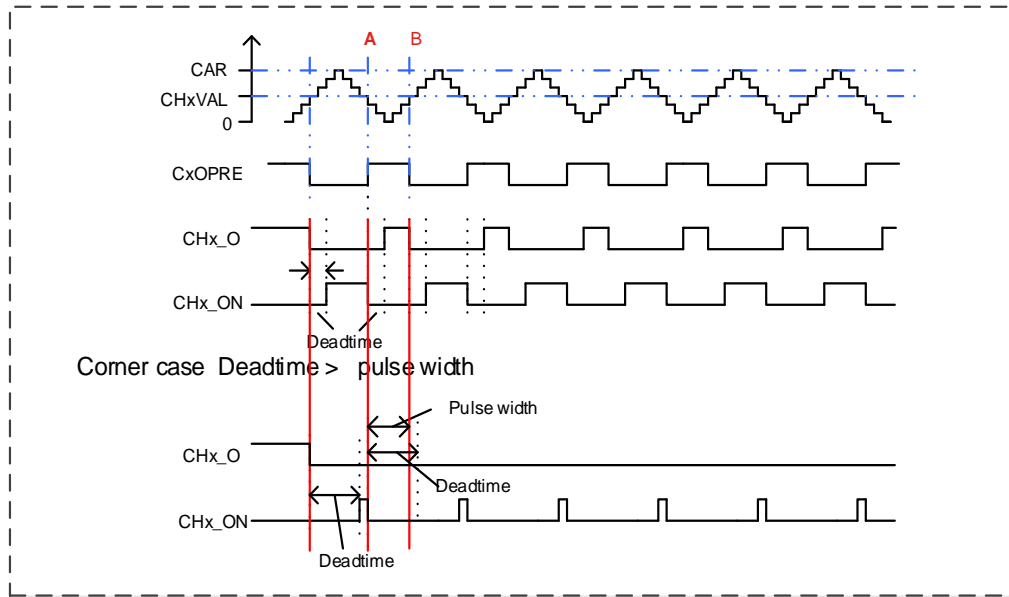 A B
CAR
CHxVAL
0
CxOPRE
CHx_O
CHx_ON
Deadtime
Corner case Deadtime > pulse width
Pulse width
CHx_O
Deadtime
CHx_ON
Deadtime